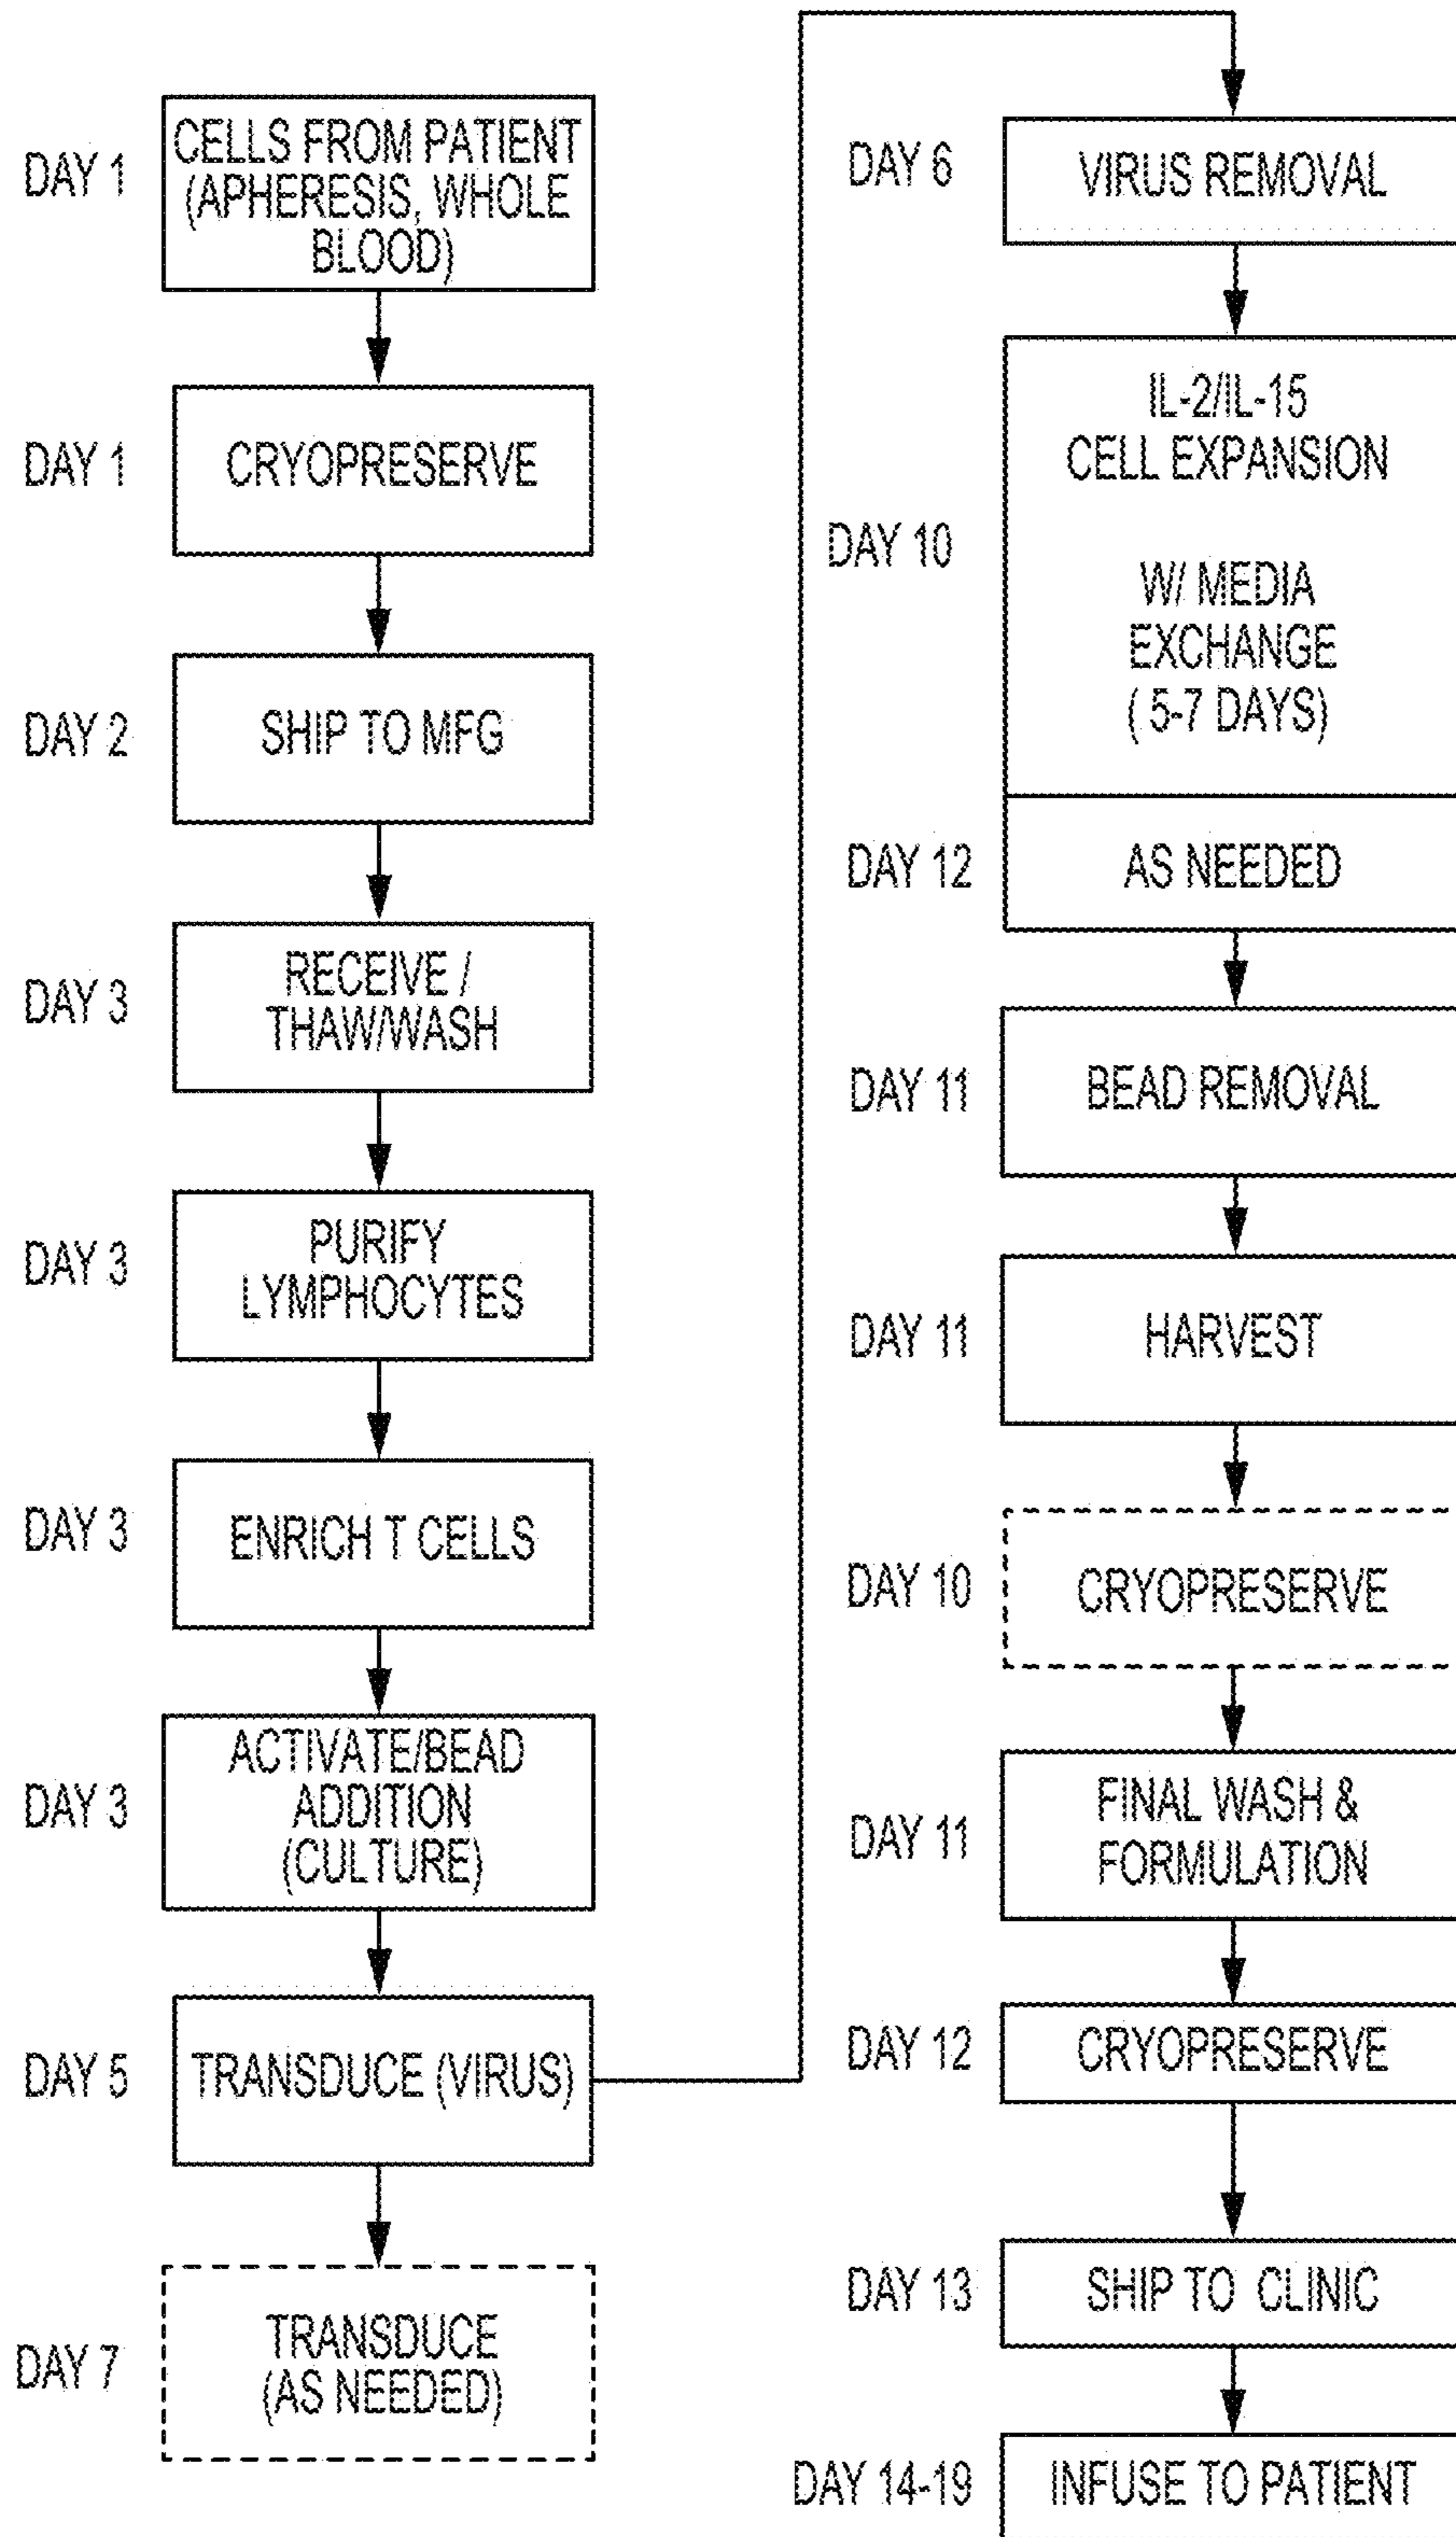 DAY 1
CELLS FROM PATIENT
(APHERESIS, WHOLE
BLOOD)
DAY 1
CRYOPRESERVE
DAY 2
SHIP TO MFG
DAY 3
RECEIVE /
THAW/WASH
DAY 3
PURIFY
LYMPHOCYTES
DAY 3
ENRICH T CELLS
DAY 3
ACTIVATE/BEAD
ADDITION
(CULTURE)
DAY 5
TRANSDUCE (VIRUS)
DAY 7
TRANSDUCE
(AS NEEDED)
DAY 6
VIRUS REMOVAL
DAY 10
IL-2/IL-15
CELL EXPANSION
W/ MEDIA
EXCHANGE
( 5-7 DAYS)
DAY 12
AS NEEDED
DAY 11
BEAD REMOVAL
DAY 11
HARVEST
DAY 10
CRYOPRESERVE
DAY 11
FINAL WASH &
FORMULATION
DAY 12
CRYOPRESERVE
DAY 13
SHIP TO CLINIC
DAY 14-19
INFUSE TO PATIENT